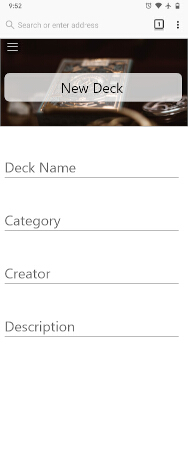 9:52
Search or enter address
1
New Deck
Deck Name
Category
Creator
Description